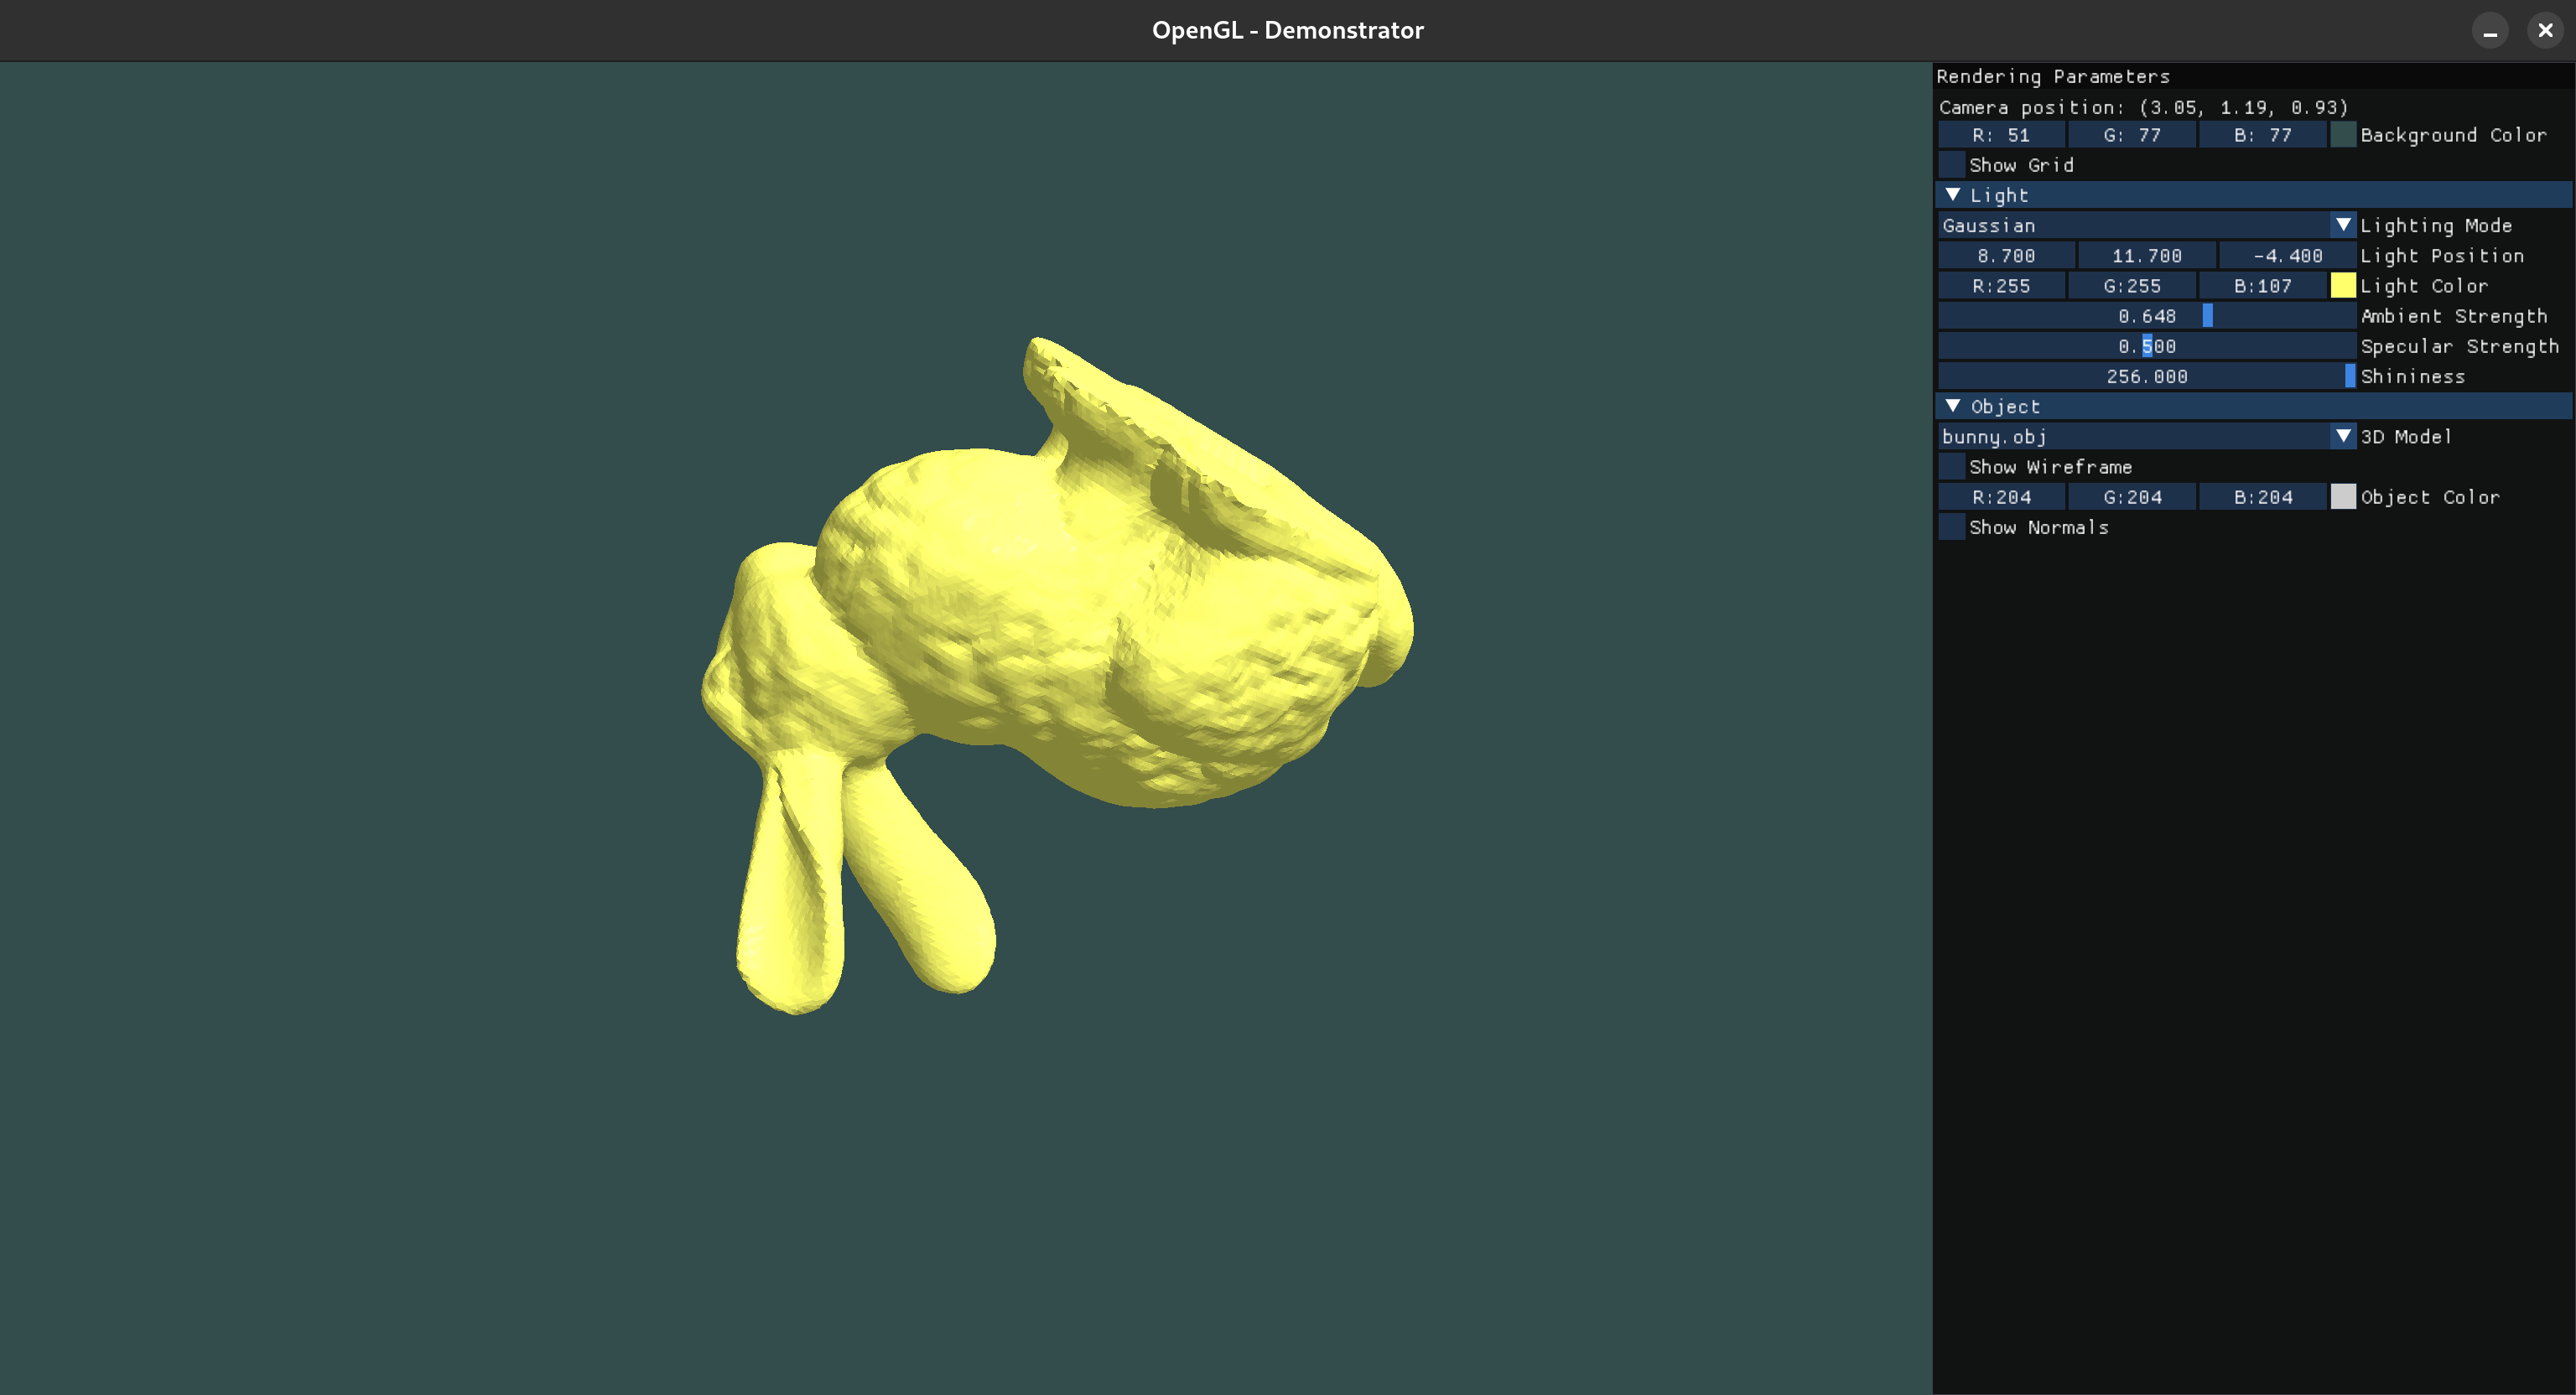 OpenGL - Demonstrator
Rendering Parameters
Camera position: (3.05, 1.19, 0.93)
R: 51 G: 77 B: 77 Background Color
Show Grid
Light
Gaussian Lighting Mode
8.700 11.700 -4.400 Light Position
R:255 G:255 B:107 Light Color
0.648 Ambient Strength
0.500 Specular Strength
256.000 Shininess
Object
bunny.obj 3D Model
Show Wireframe
R:204 G:204 B:204 Object Color
Show Normals